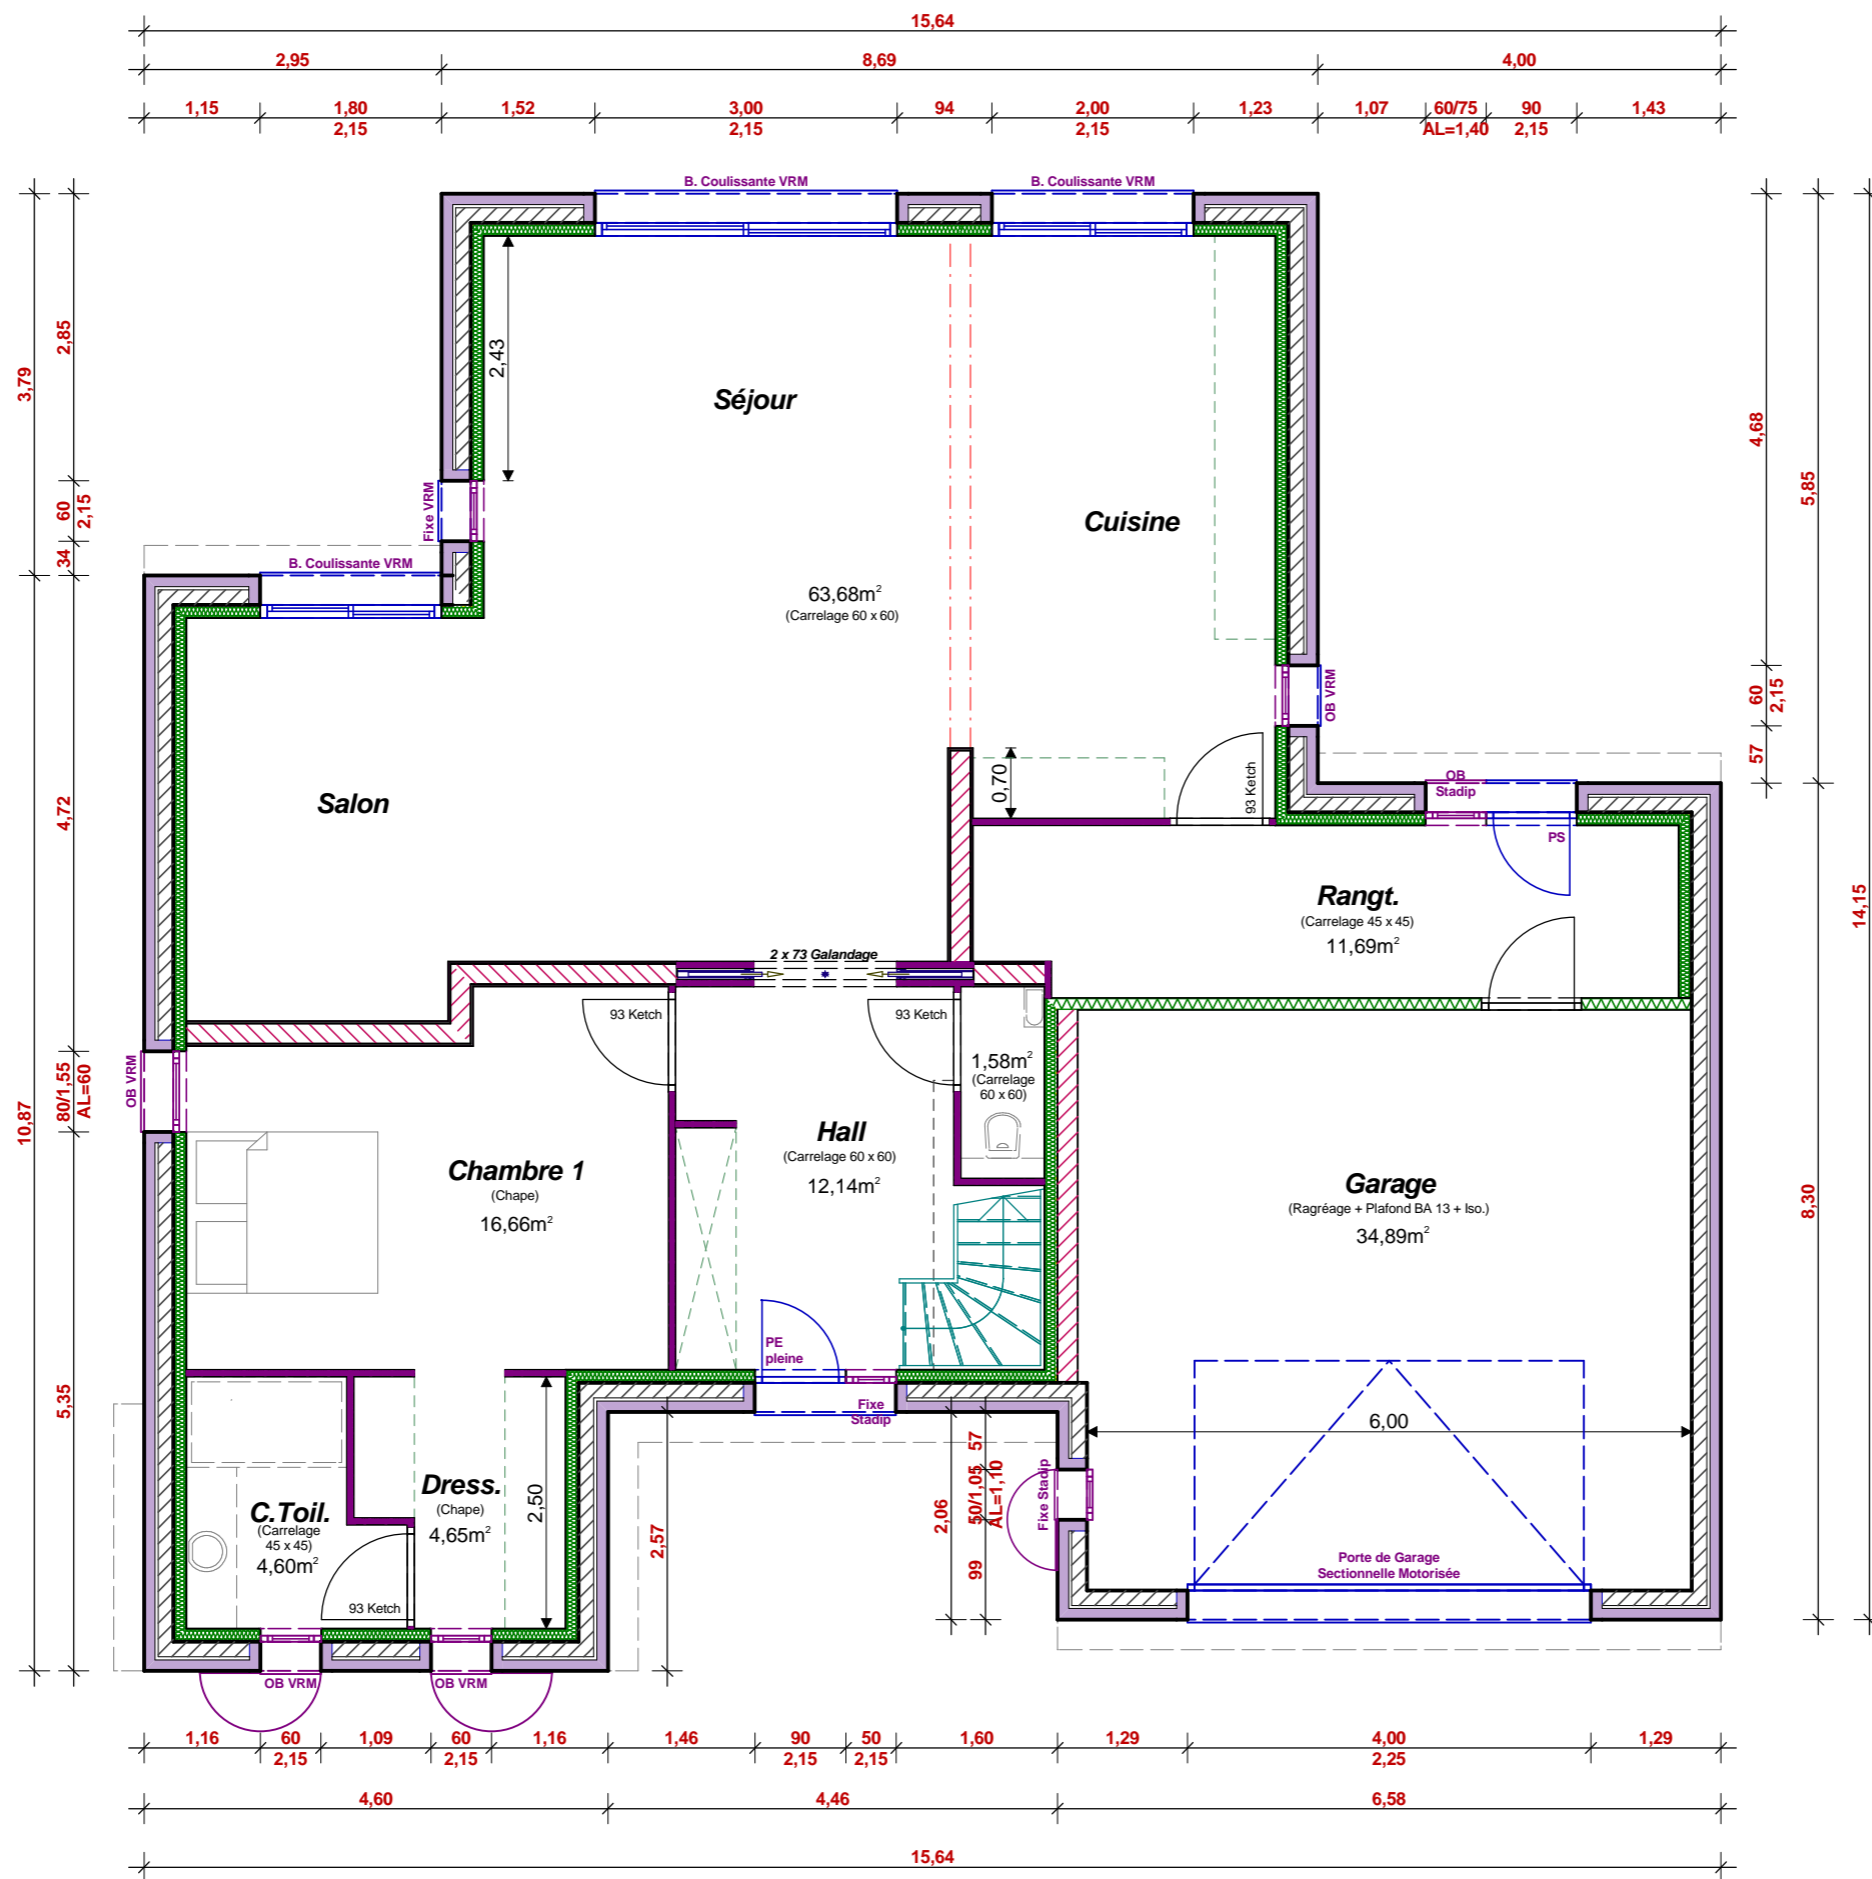 15,64
2,95
8,69
4,00
1,15
1,80
2,15
1,52
3,00
2,15
94
2,00
2,15
1,23
1,07
60/75
AL=1,40
90
2,15
1,43
B. Coulissante VRM
B. Coulissante VRM
3,79
2,85
60
2,15
34
2,43
Séjour
Cuisine
Fixe VRM
B. Coulissante VRM
63,68m²
(Carrelage 60 x 60)
4,68
5,85
60
2,15
57
14,15
OB VRM
Salon
0,70
93 Ketch
OB
Stadip
PS
4,72
Rangt.
(Carrelage 45 x 45)
11,69m²
2 x 73 Galandage
93 Ketch
93 Ketch
OB VRM
80/1,55
AL=60
10,87
1,58m²
(Carrelage
60 x 60)
Hall
(Carrelage 60 x 60)
12,14m²
Chambre 1
(Chape)
16,66m²
Garage
(Ragréage + Plafond BA 13 + Iso.)
34,89m²
8,30
5,35
PE
pleine
Fixe
Stadip
6,00
C.Toil.
(Carrelage
45 x 45)
4,60m²
Dress.
(Chape)
4,65m²
2,50
93 Ketch
2,57
2,06
57
50/1,05
AL=1,10
99
Fixe Stadip
Porte de Garage
Sectionnelle Motorisée
OB VRM
OB VRM
1,16
60
2,15
1,09
60
2,15
1,16
1,46
90
2,15
50
2,15
1,60
1,29
4,00
2,25
1,29
4,60
4,46
6,58
15,64